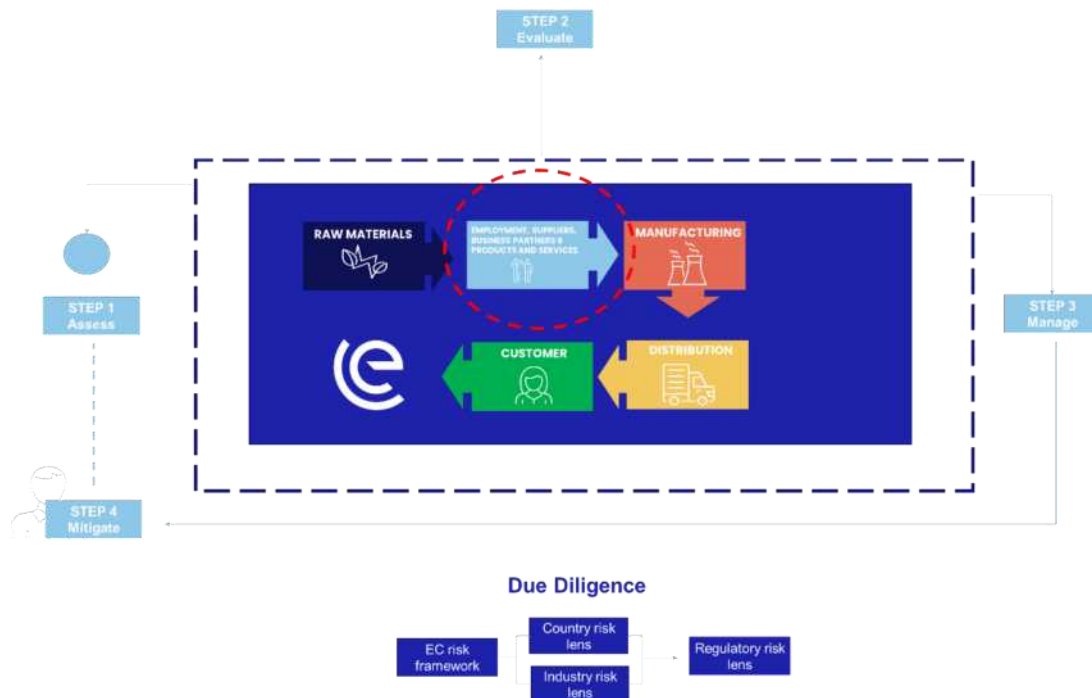 STEP 2
Evaluate
RAW MATERIALS
EMPLOYMENT, SUPPLIERS,
BUSINESS PARTNERS &
PRODUCTS AND SERVICES
MANUFACTURING
STEP 1
Assess
STEP 3
Manage
CUSTOMER
DISTRIBUTION
STEP 4
Mitigate
Due Diligence
EC risk
framework
Country risk
lens
Industry risk
lens
Regulatory risk
lens